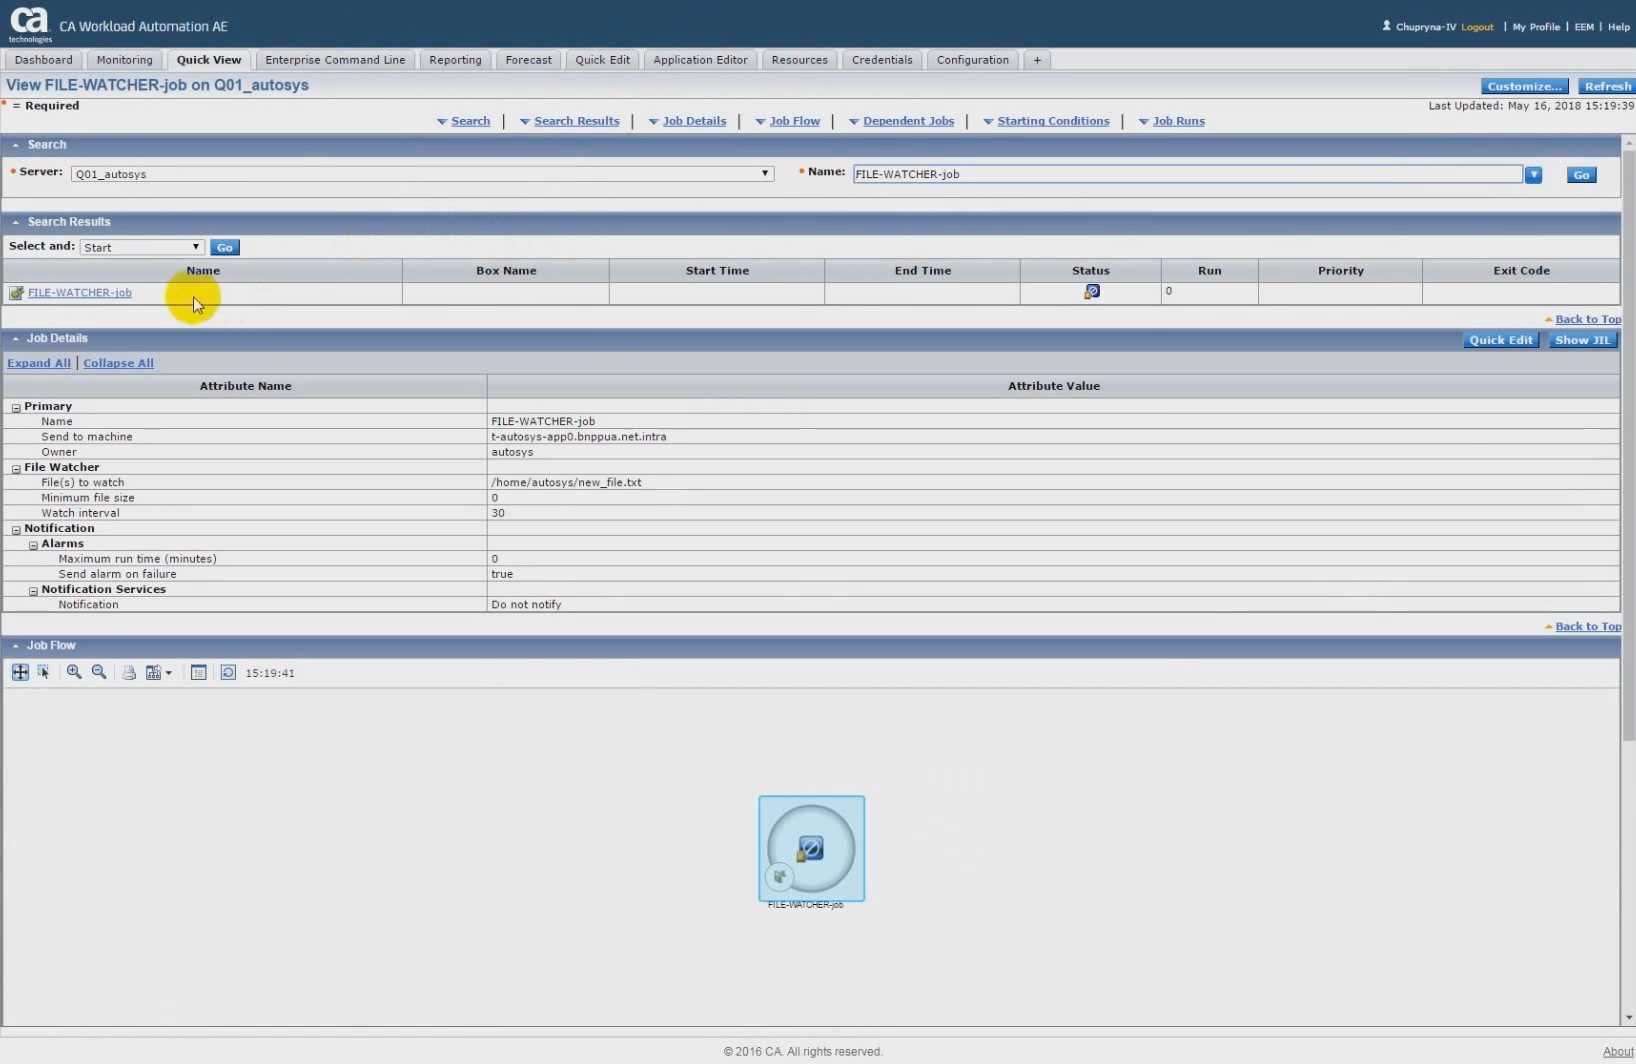 ca technologies CA Workload Automation AE Chupryna-IV Logout | My Profile | EEM | Help
Dashboard Monitoring Quick View Enterprise Command Line Reporting Forecast Quick Edit Application Editor Resources Credentials Configuration +
View FILE-WATCHER-job on Q01_autosys Customize... Refresh
* = Required Last Updated: May 16, 2018 15:19:39
Search | Search Results | Job Details | Job Flow | Dependent Jobs | Starting Conditions | Job Runs
Search
* Server: Q01_autosys * Name: FILE-WATCHER-job Go
Search Results
Select and: Start Go
Name Box Name Start Time End Time Status Run Priority Exit Code
FILE-WATCHER-job 0
Back to Top
Job Details Quick Edit Show JIL
Expand All | Collapse All
Attribute Name Attribute Value
Primary
Name FILE-WATCHER-job
Send to machine t-autosys-app0.bnppua.net.intra
Owner autosys
File Watcher
File(s) to watch /home/autosys/new_file.txt
Minimum file size 0
Watch interval 30
Notification
Alarms
Maximum run time (minutes) 0
Send alarm on failure true
Notification Services
Notification Do not notify
Back to Top
Job Flow
15:19:41
FILE-WATCHER-job
© 2016 CA. All rights reserved. About